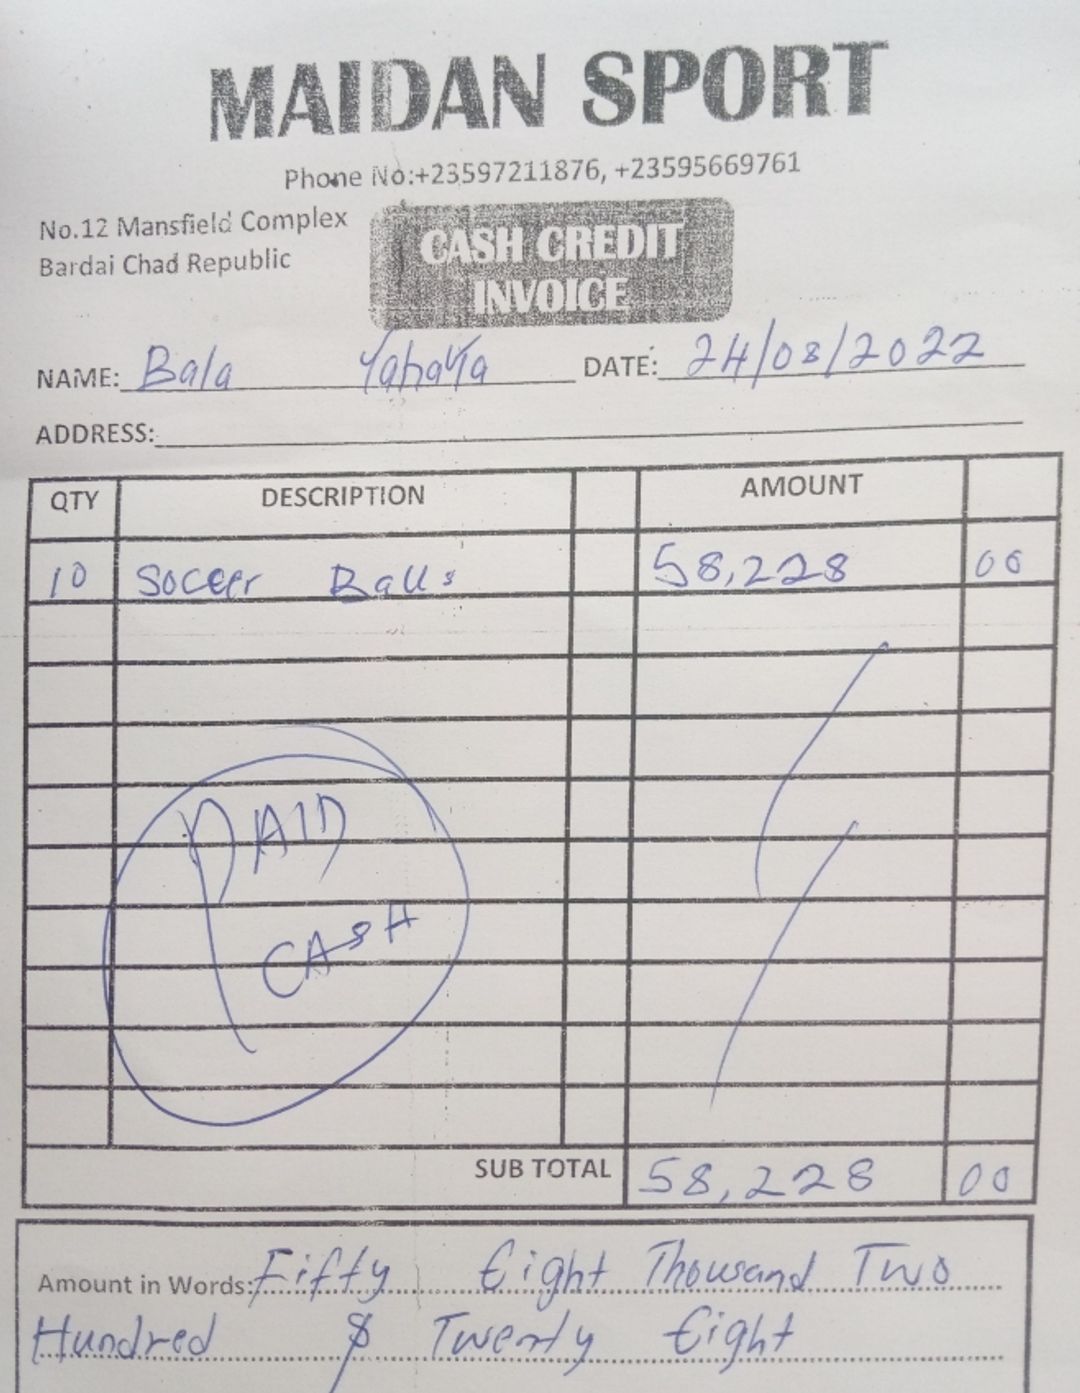 MAIDAN SPORT
Phone No:+23597211876, +23595669761
No.12 Mansfield Complex
Bardai Chad Republic
CASH CREDIT
INVOICE
NAME: Bala Yahaya DATE: 24/08/2022
ADDRESS:
QTY DESCRIPTION AMOUNT
10 Soccer Balls 58,228 00
PAID
CASH
SUB TOTAL 58,228 00
Amount in Words: Fifty Eight Thousand Two
Hundred $ Twenty Eight